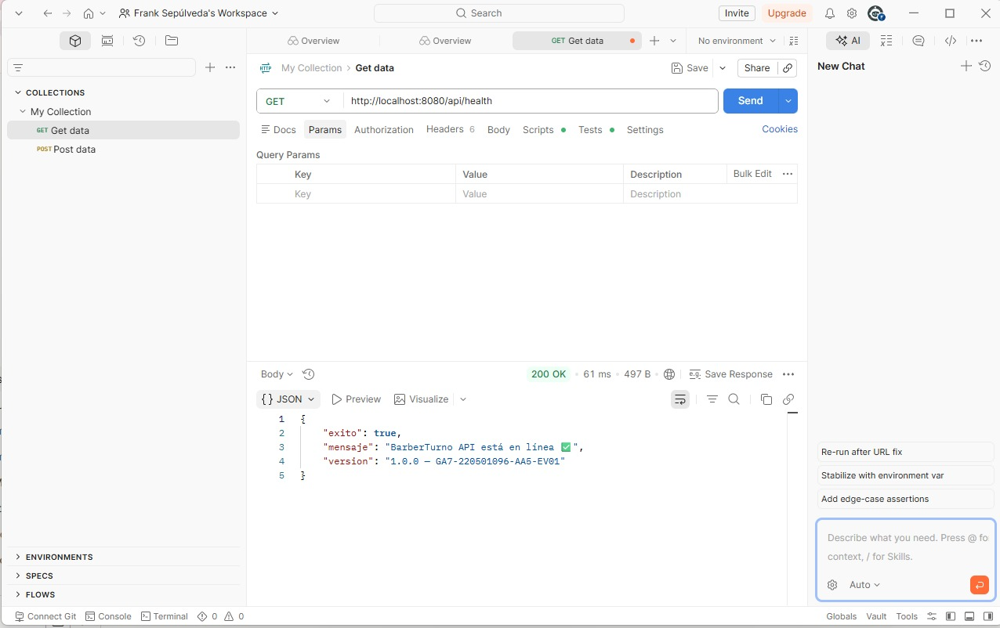 Frank Sepúlveda's Workspace
Search
Invite
Upgrade
Overview
Overview
GET Get data
No environment
AI
My Collection > Get data
Save
Share
New Chat
COLLECTIONS
My Collection
GET Get data
POST Post data
GET
http://localhost:8080/api/health
Send
Docs Params Authorization Headers 6 Body Scripts Tests Settings Cookies
Query Params
Key Value Description Bulk Edit
Key Value Description
Body
200 OK • 61 ms • 497 B
e.g. Save Response
{} JSON Preview Visualize
1 {
2 "exito": true,
3 "mensaje": "BarberTurno API está en línea ✅",
4 "version": "1.0.0 — GA7-220501096-AA5-EV01"
5 }
Re-run after URL fix
Stabilize with environment var
Add edge-case assertions
Describe what you need. Press @ fo
context, / for Skills.
Auto
ENVIRONMENTS
SPECS
FLOWS
Connect Git Console Terminal 0 0
Globals Vault Tools